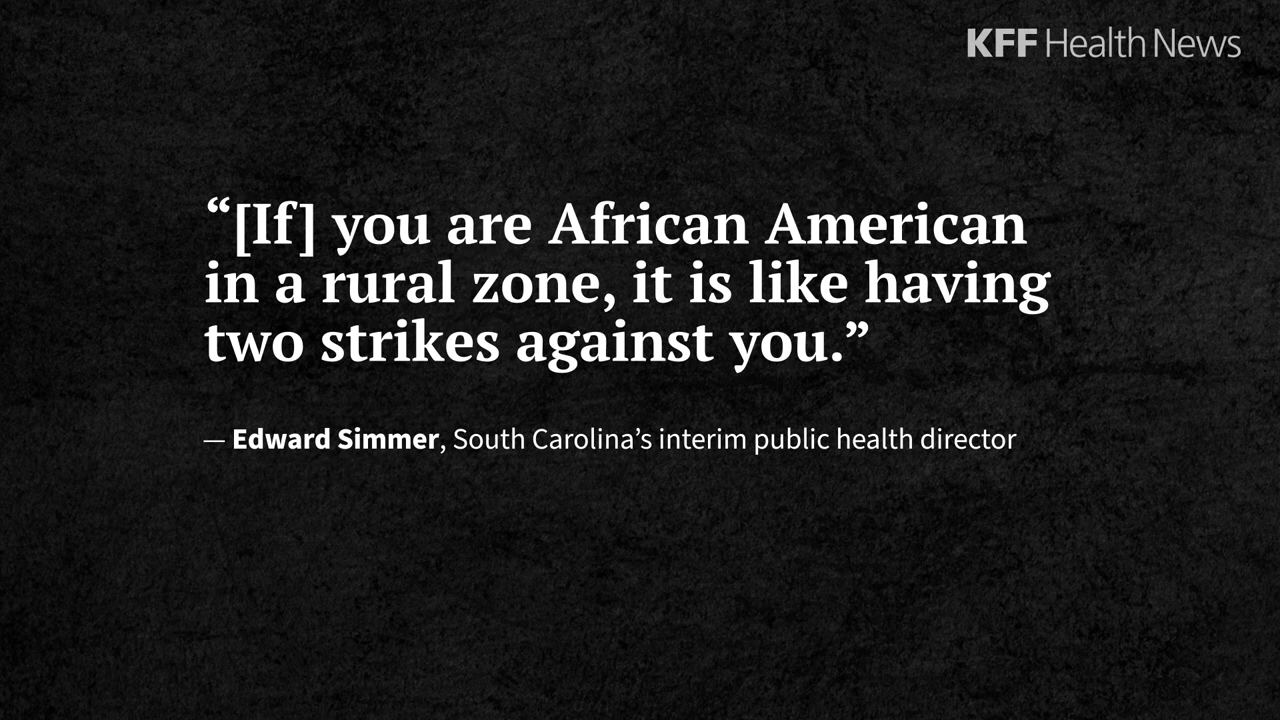 KFF Health News
“[If] you are African American
in a rural zone, it is like having
two strikes against you.”
— Edward Simmer, South Carolina’s interim public health director